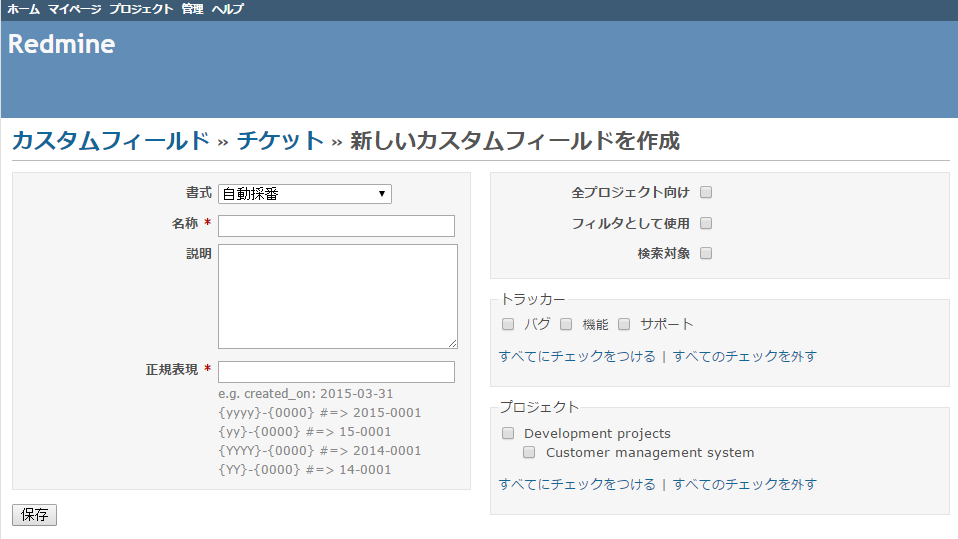 ホーム マイページ プロジェクト 管理 ヘルプ
Redmine
カスタムフィールド » チケット » 新しいカスタムフィールドを作成
書式 自動採番
名称 *
説明
正規表現 *
e.g. created_on: 2015-03-31
{yyyy}-{0000} #=> 2015-0001
{yy}-{0000} #=> 15-0001
{YYYY}-{0000} #=> 2014-0001
{YY}-{0000} #=> 14-0001
保存
全プロジェクト向け
フィルタとして使用
検索対象
トラッカー
バグ 機能 サポート
すべてにチェックをつける | すべてのチェックを外す
プロジェクト
Development projects
Customer management system
すべてにチェックをつける | すべてのチェックを外す